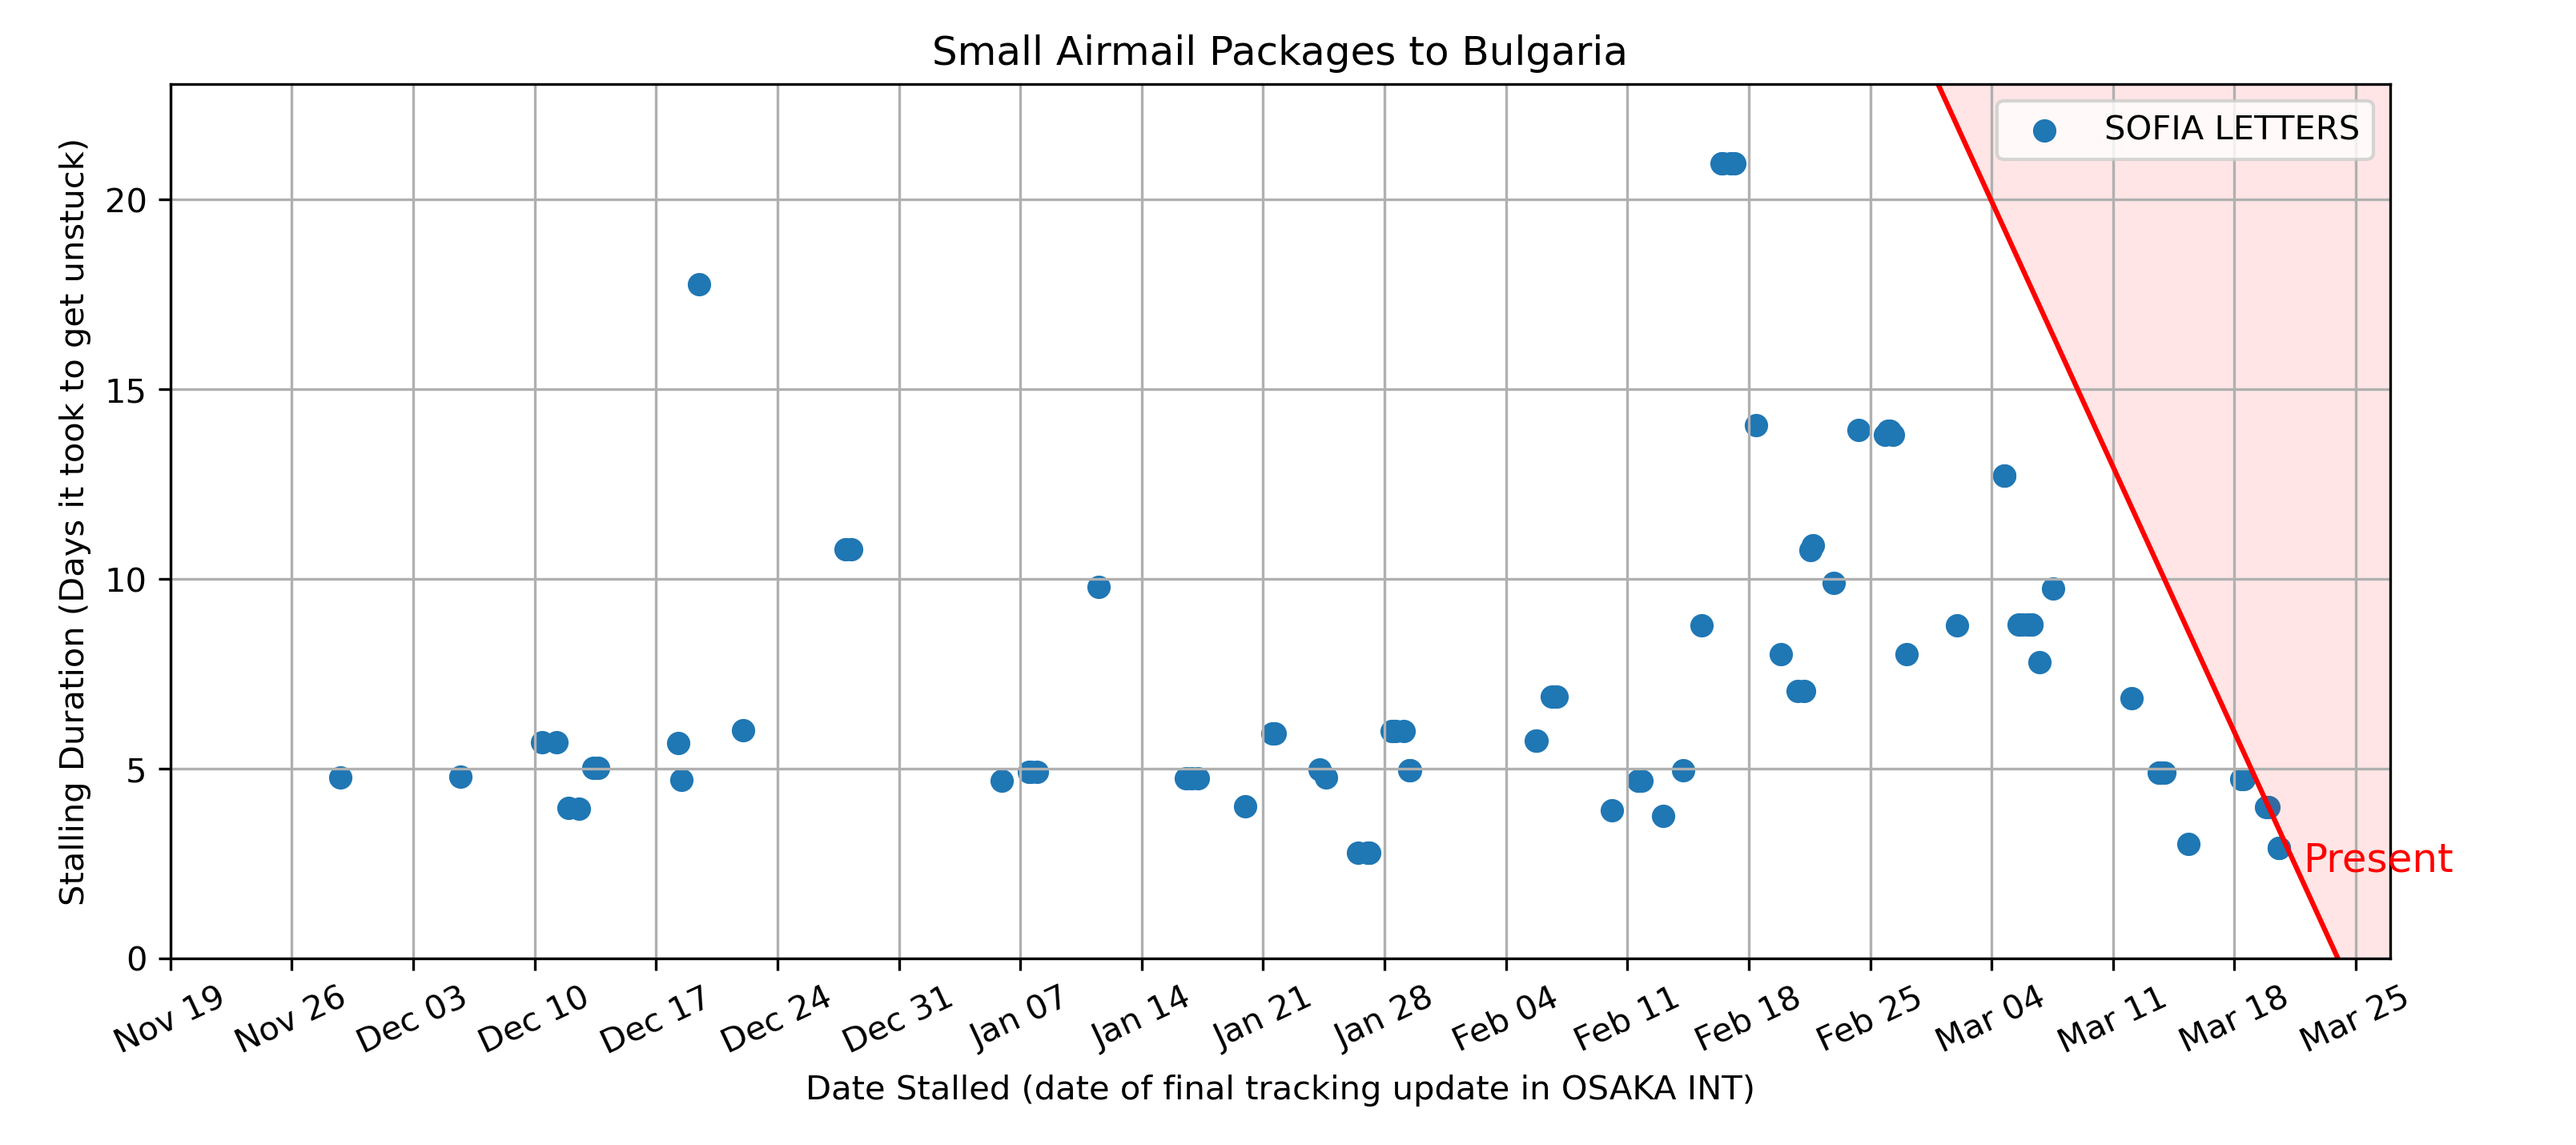 Small Airmail Packages to Bulgaria
SOFIA LETTERS
Stalling Duration (Days it took to get unstuck)
20
15
10
5
0
Present
Nov 19 Nov 26 Dec 03 Dec 10 Dec 17 Dec 24 Dec 31 Jan 07 Jan 14 Jan 21 Jan 28 Feb 04 Feb 11 Feb 18 Feb 25 Mar 04 Mar 11 Mar 18 Mar 25
Date Stalled (date of final tracking update in OSAKA INT)